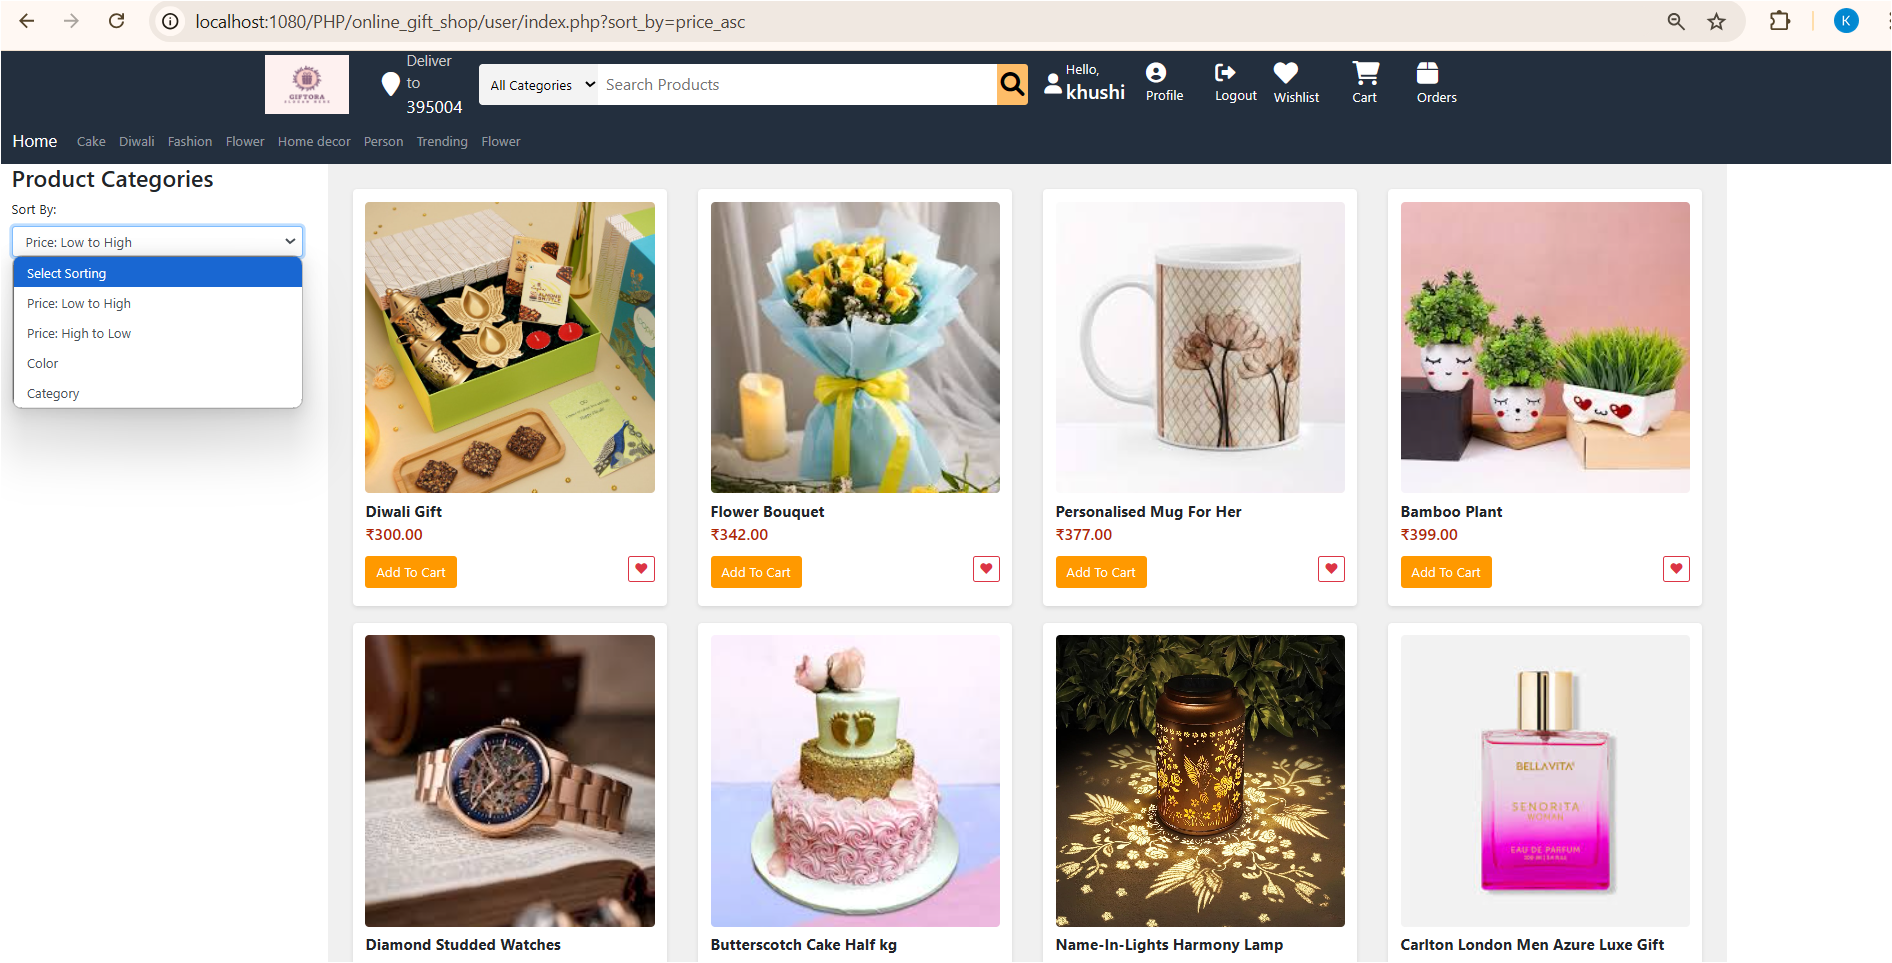 localhost:1080/PHP/online_gift_shop/user/index.php?sort_by=price_asc
K
GIFTORA
Deliver
to
395004
All Categories
Search Products
Hello,
khushi
Profile
Logout
Wishlist
Cart
Orders
Home Cake Diwali Fashion Flower Home decor Person Trending Flower
Product Categories
Sort By:
Price: Low to High
Select Sorting
Price: Low to High
Price: High to Low
Color
Category
Diwali Gift
₹300.00
Add To Cart
Flower Bouquet
₹342.00
Add To Cart
Personalised Mug For Her
₹377.00
Add To Cart
Bamboo Plant
₹399.00
Add To Cart
Diamond Studded Watches
Butterscotch Cake Half kg
Name-In-Lights Harmony Lamp
BELLAVITA
SENORITA
WOMAN
EAU DE PARFUM
Carlton London Men Azure Luxe Gift